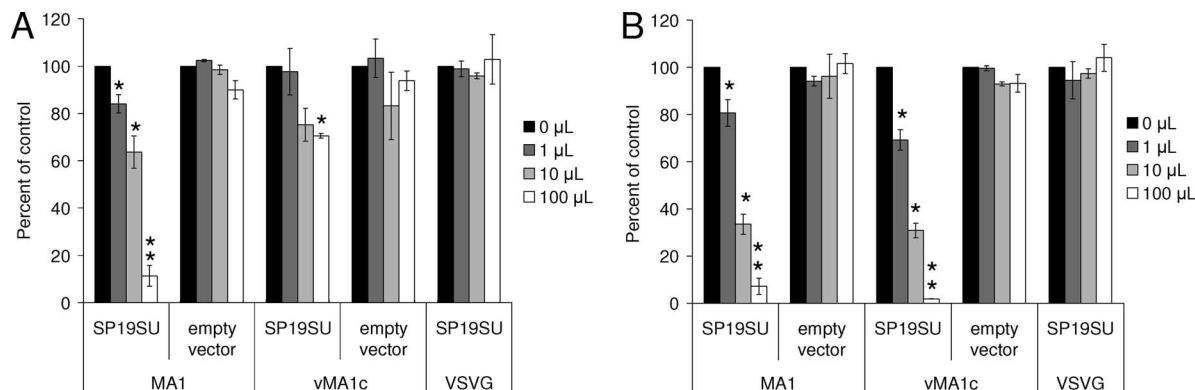 A
Percent of control
120
100
80
60
40
20
0
*
*
*
*
*
SP19SU
empty
vector
SP19SU
empty
vector
SP19SU
MA1
vMA1c
VSVG
0 µL
1 µL
10 µL
100 µL
B
Percent of control
120
100
80
60
40
20
0
*
*
*
*
*
*
*
*
SP19SU
empty
vector
SP19SU
empty
vector
SP19SU
MA1
vMA1c
VSVG
0 µL
1 µL
10 µL
100 µL